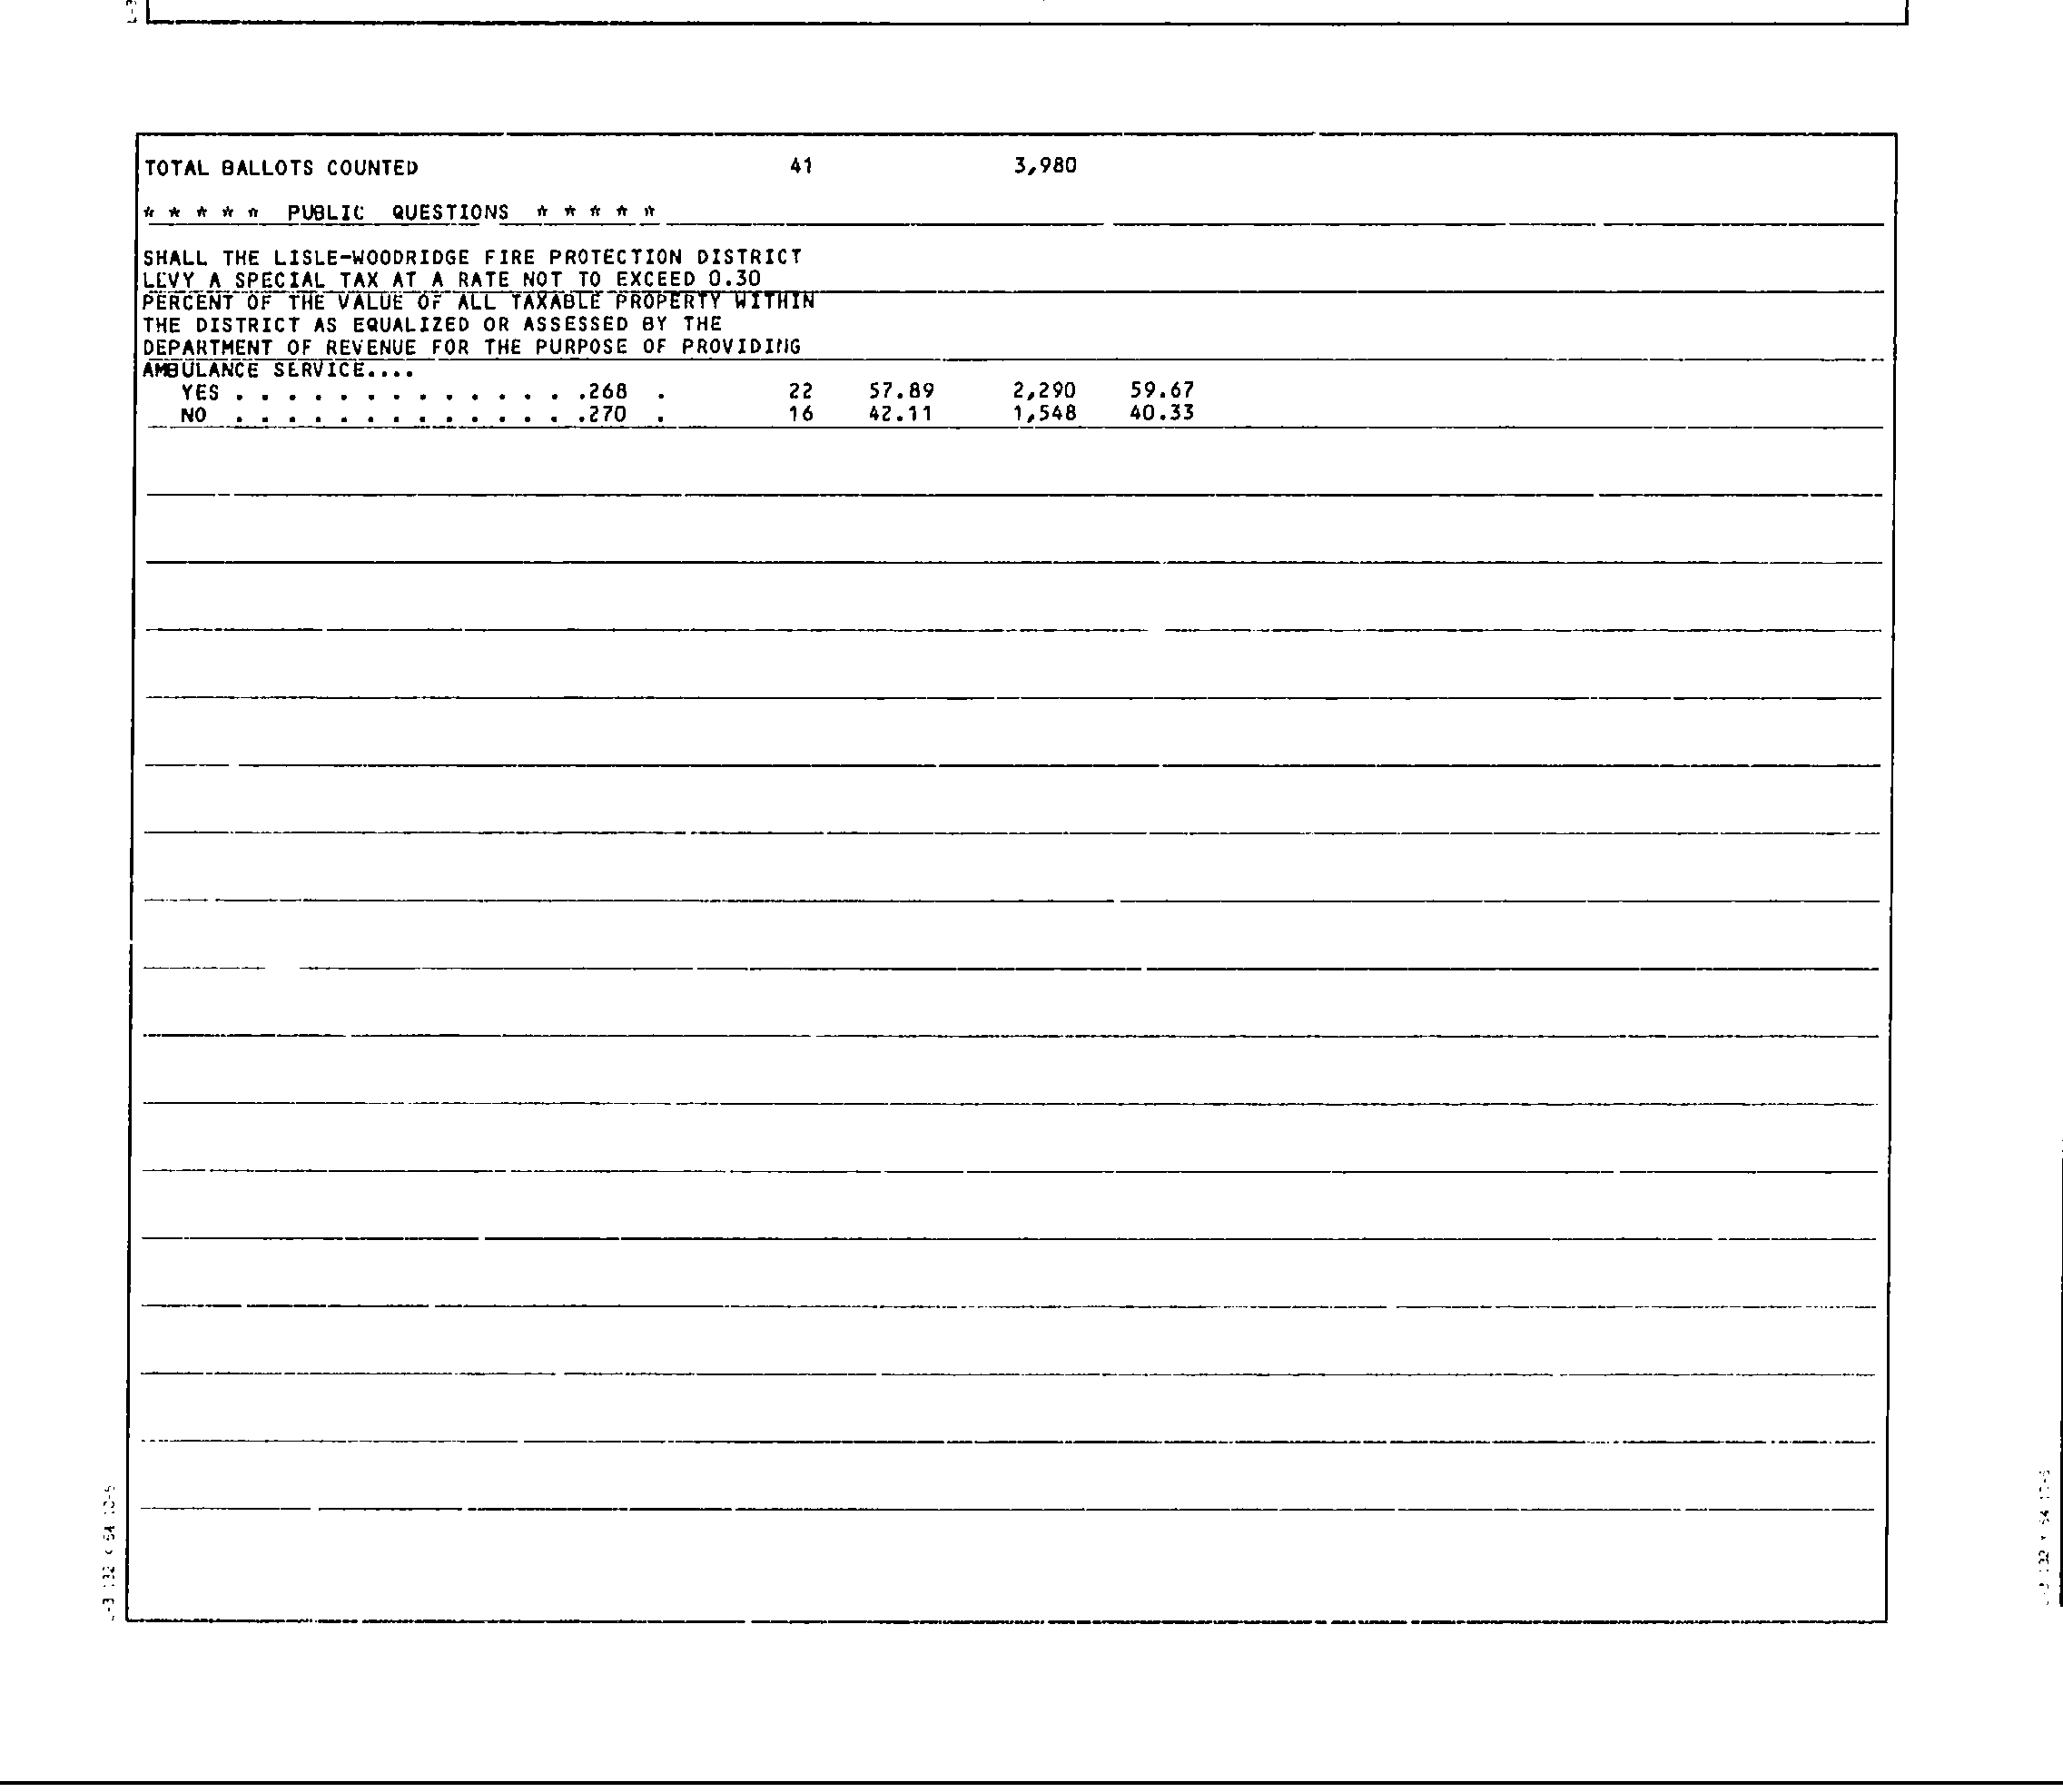 TOTAL BALLOTS COUNTED 41 3,980
* * * * * PUBLIC QUESTIONS * * * * *
SHALL THE LISLE-WOODRIDGE FIRE PROTECTION DISTRICT
LEVY A SPECIAL TAX AT A RATE NOT TO EXCEED 0.30
PERCENT OF THE VALUE OF ALL TAXABLE PROPERTY WITHIN
THE DISTRICT AS EQUALIZED OR ASSESSED BY THE
DEPARTMENT OF REVENUE FOR THE PURPOSE OF PROVIDING
AMBULANCE SERVICE....
YES . . . . . . . . . . . . . .268 . 22 57.89 2,290 59.67
NO . . . . . . . . . . . . . .270 . 16 42.11 1,548 40.33